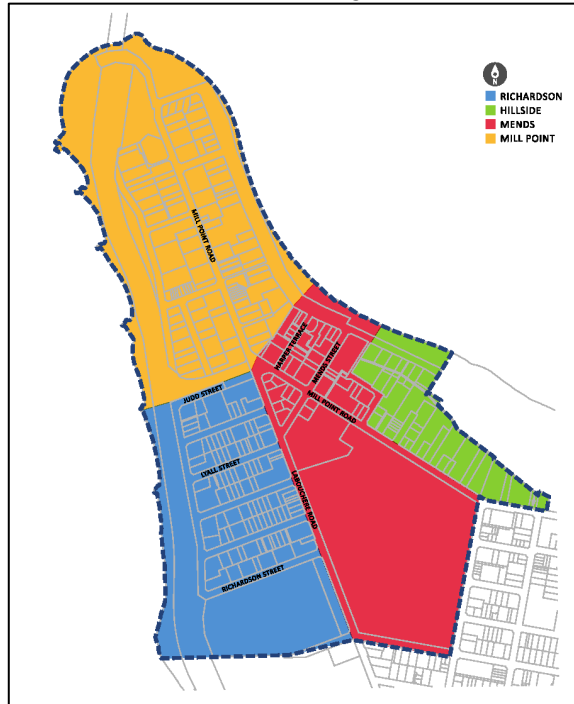 N
RICHARDSON
HILLSIDE
MENDS
MILL POINT
MILL POINT ROAD
HARPER TERRACE
MENDS STREET
MILL POINT ROAD
JUDD STREET
LYALL STREET
LABOUCHERE ROAD
RICHARDSON STREET